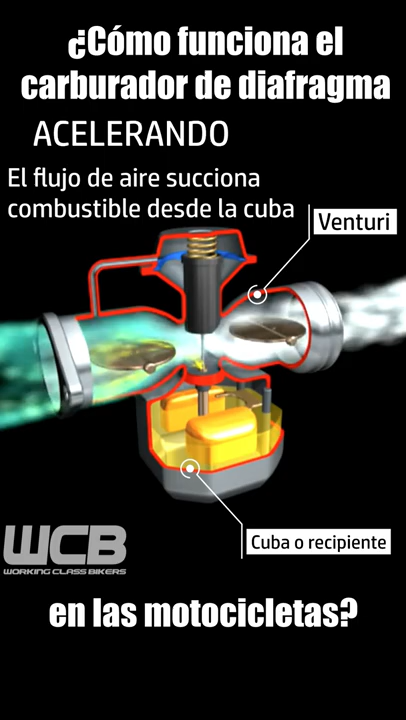 ¿Cómo funciona el
carburador de diafragma
ACELERANDO
El flujo de aire succiona
combustible desde la cuba
Venturi
Cuba o recipiente
WCB
WORKING CLASS BIKERS
en las motocicletas?